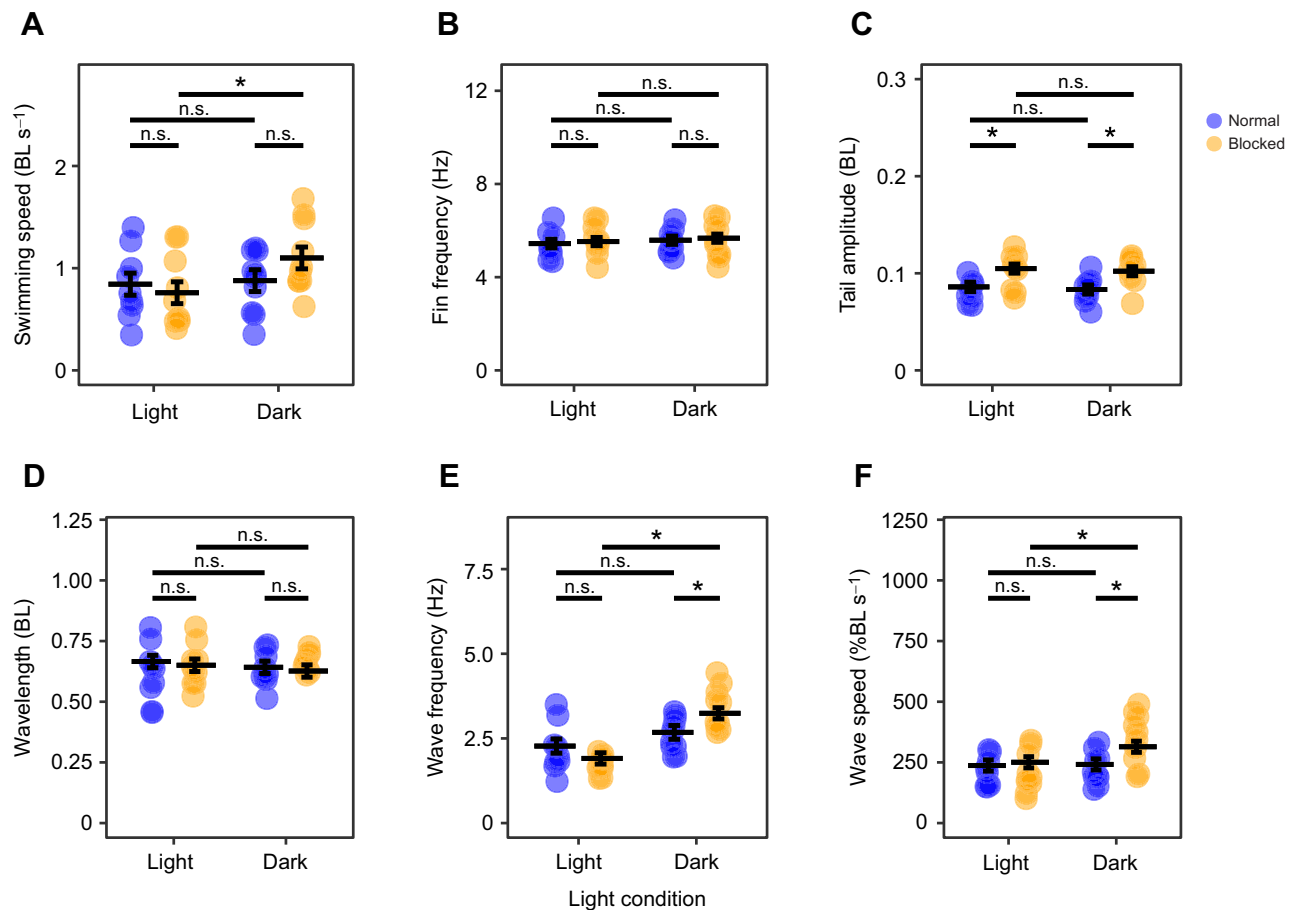 A
Swimming speed (BL s⁻¹)
2
1
0
*
n.s.
n.s.
n.s.
Light
Dark
B
Fin frequency (Hz)
12
8
4
0
n.s.
n.s.
n.s.
n.s.
Light
Dark
C
Tail amplitude (BL)
0.3
0.2
0.1
0
n.s.
n.s.
*
*
Light
Dark
Normal
Blocked
D
Wavelength (BL)
1.25
1.00
0.75
0.50
0.25
0
n.s.
n.s.
n.s.
n.s.
Light
Dark
E
Wave frequency (Hz)
7.5
5.0
2.5
0
*
n.s.
n.s.
*
Light
Dark
F
Wave speed (%BL s⁻¹)
1250
1000
750
500
250
0
*
n.s.
n.s.
*
Light
Dark
Light condition